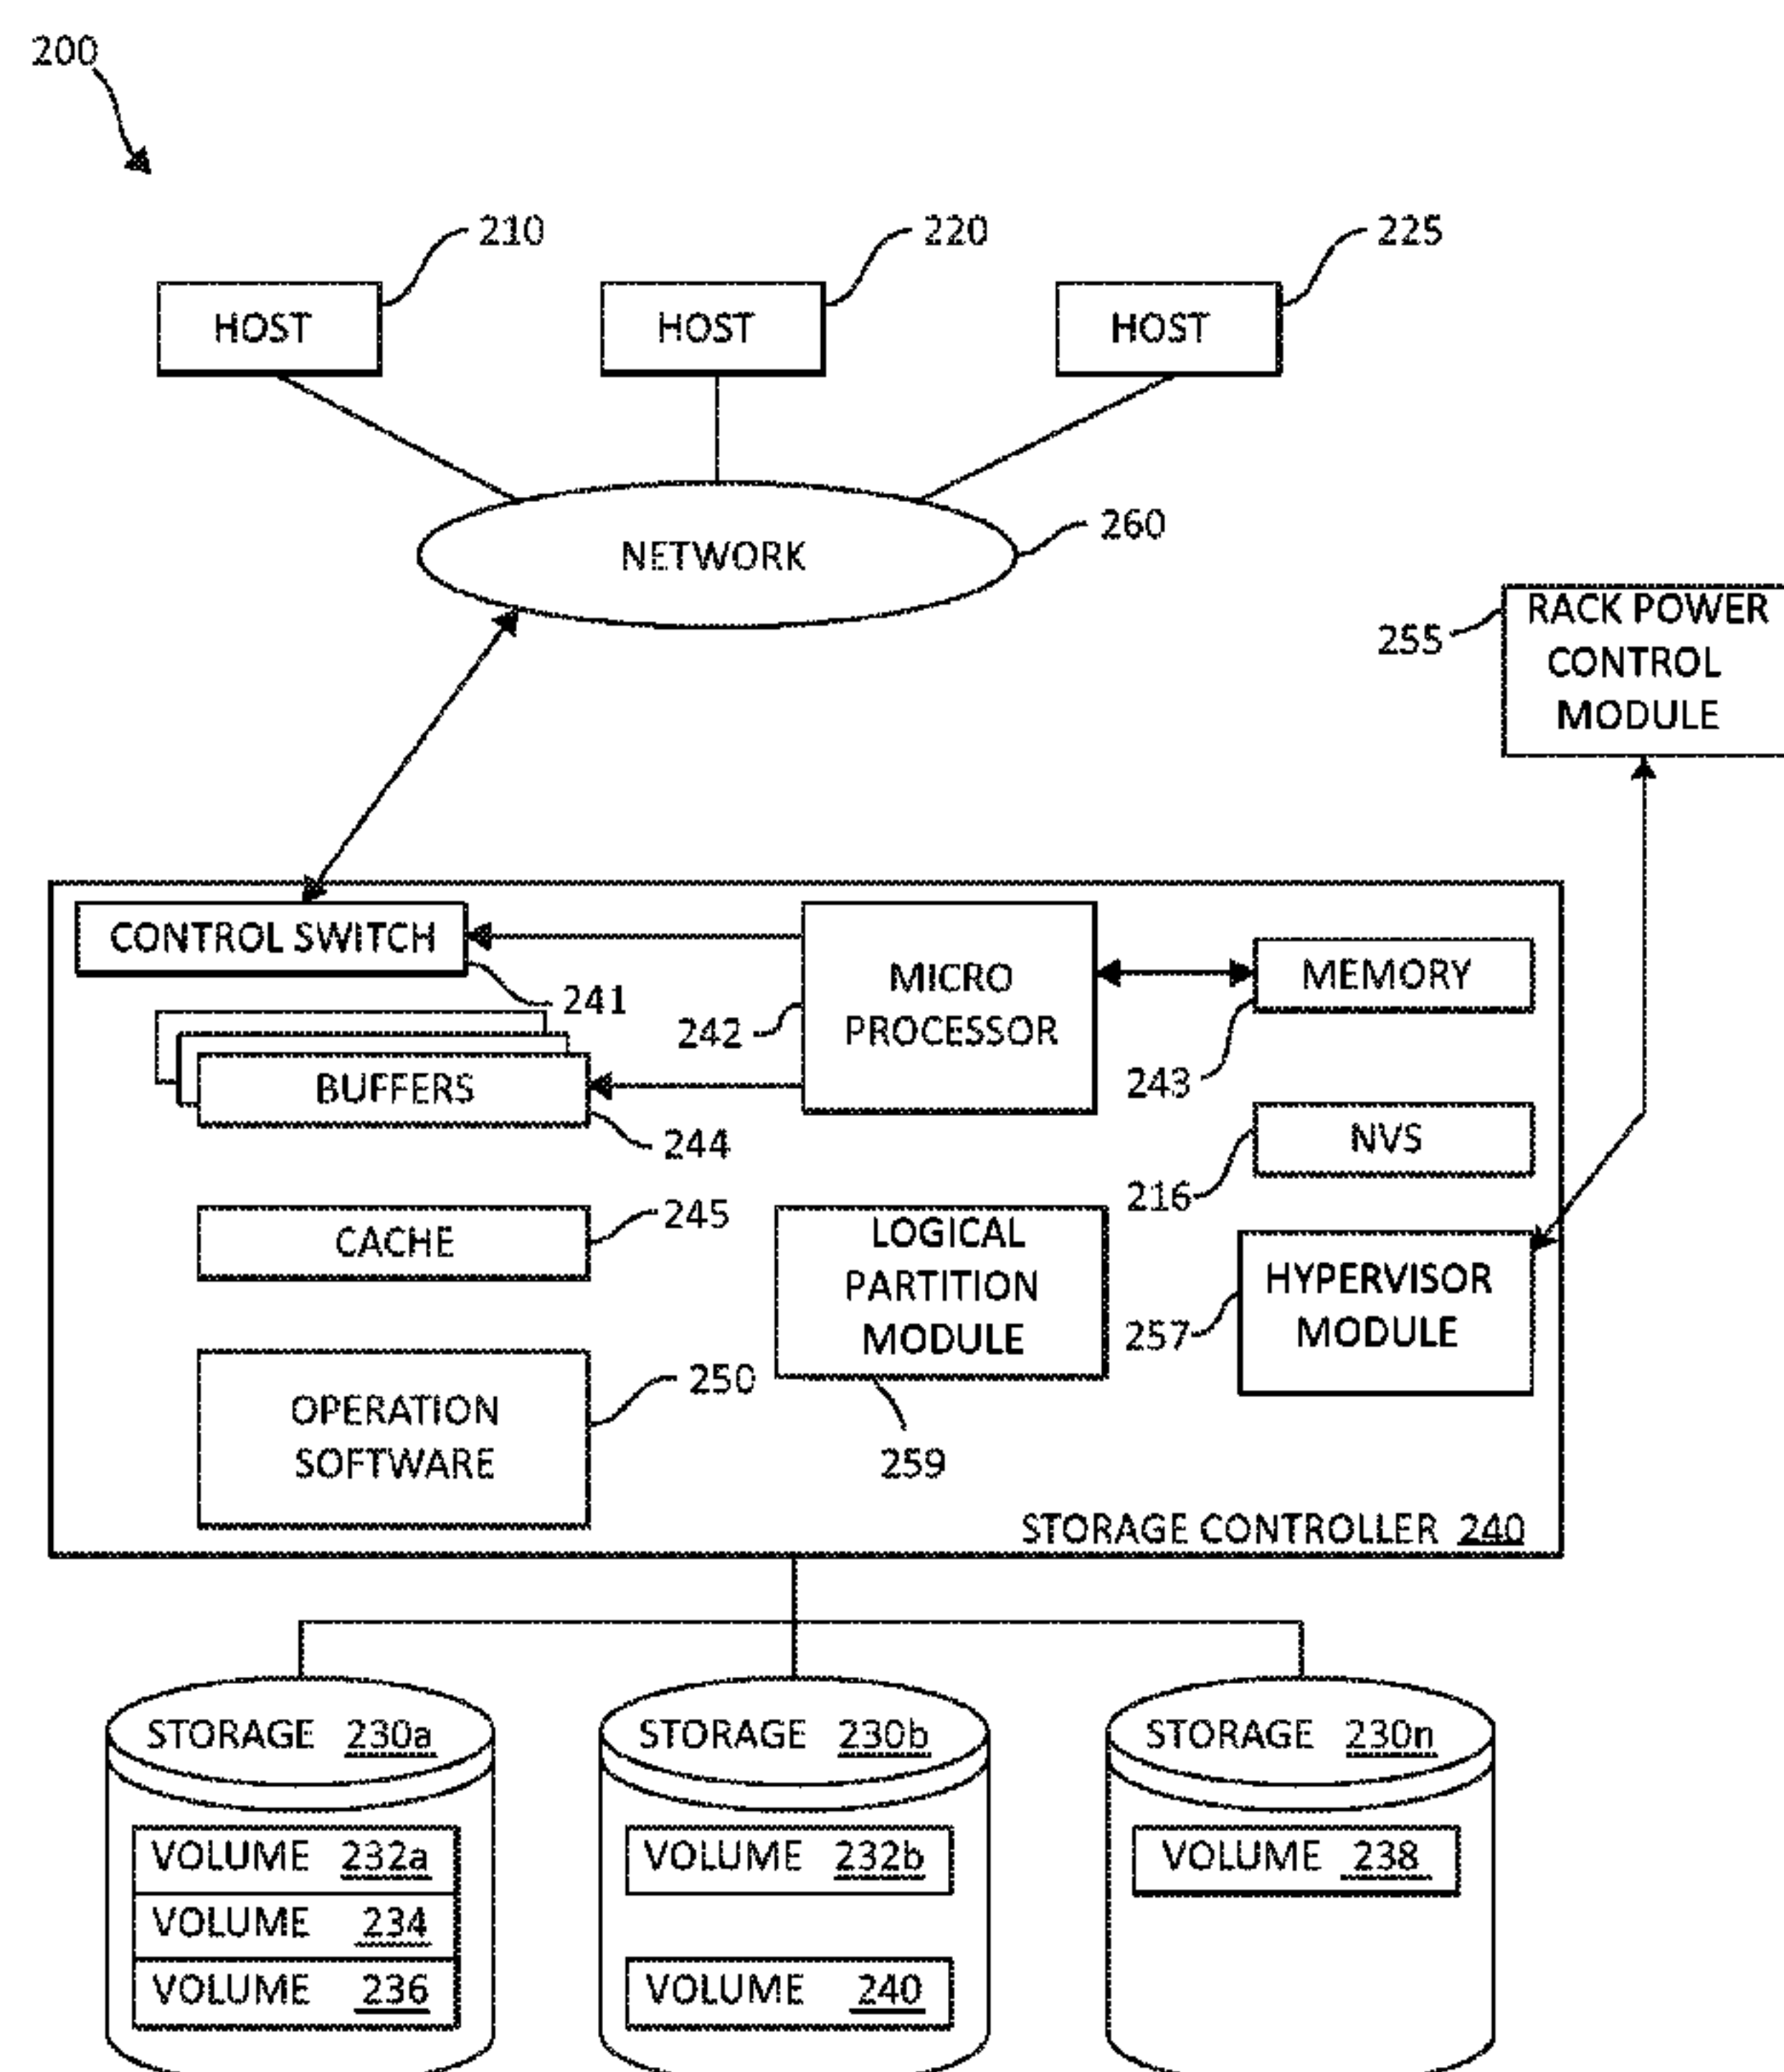 200
210
220
225
HOST
HOST
HOST
260
NETWORK
255
RACK POWER
CONTROL
MODULE
CONTROL SWITCH
241
MICRO
PROCESSOR
242
MEMORY
243
BUFFERS
244
NVS
216
CACHE
245
LOGICAL
PARTITION
MODULE
259
HYPERVISOR
MODULE
257
OPERATION
SOFTWARE
250
STORAGE CONTROLLER 240
STORAGE 230a
STORAGE 230b
STORAGE 230n
VOLUME 232a
VOLUME 232b
VOLUME 238
VOLUME 234
VOLUME 236
VOLUME 240